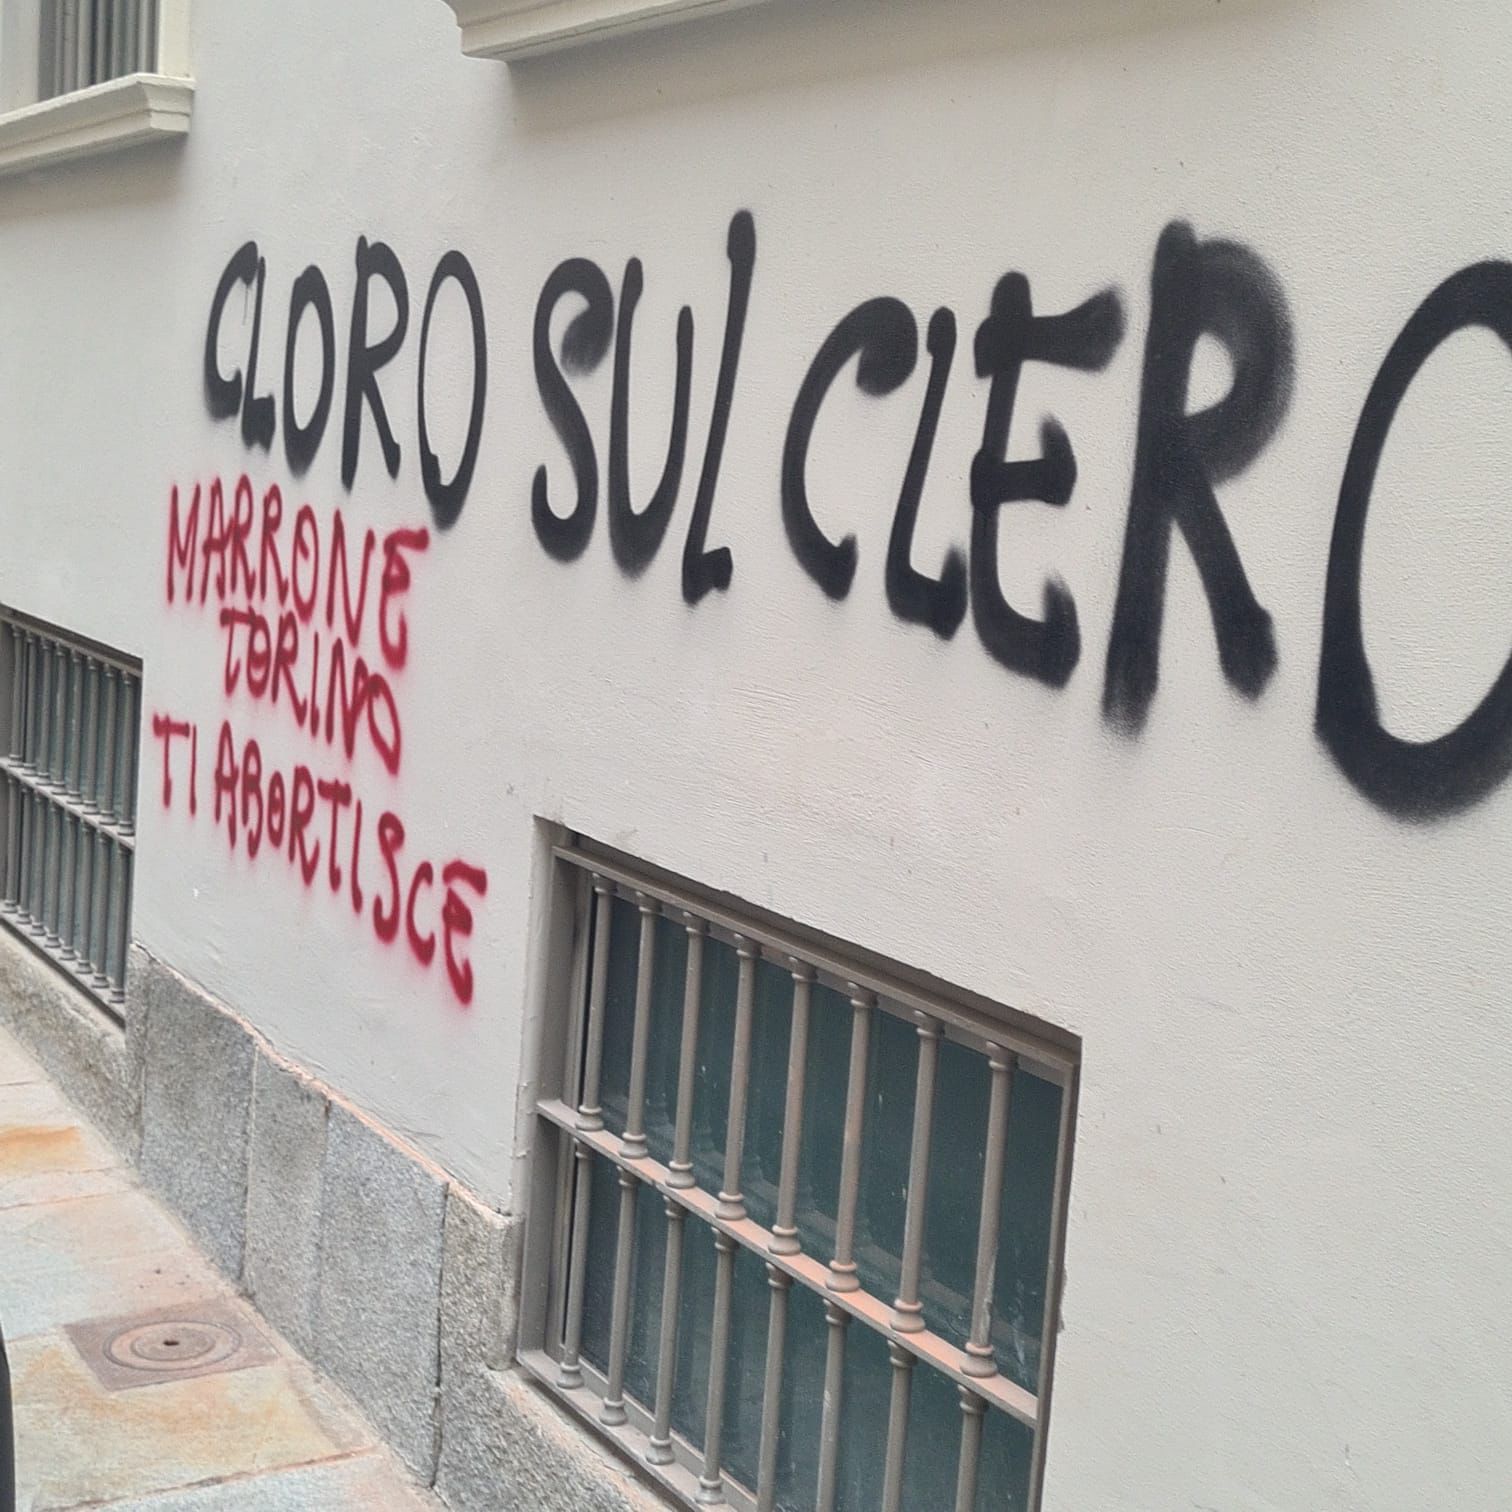 CLORO SUL CLERO
MARRONE
TORINO
TI ABORTISCE